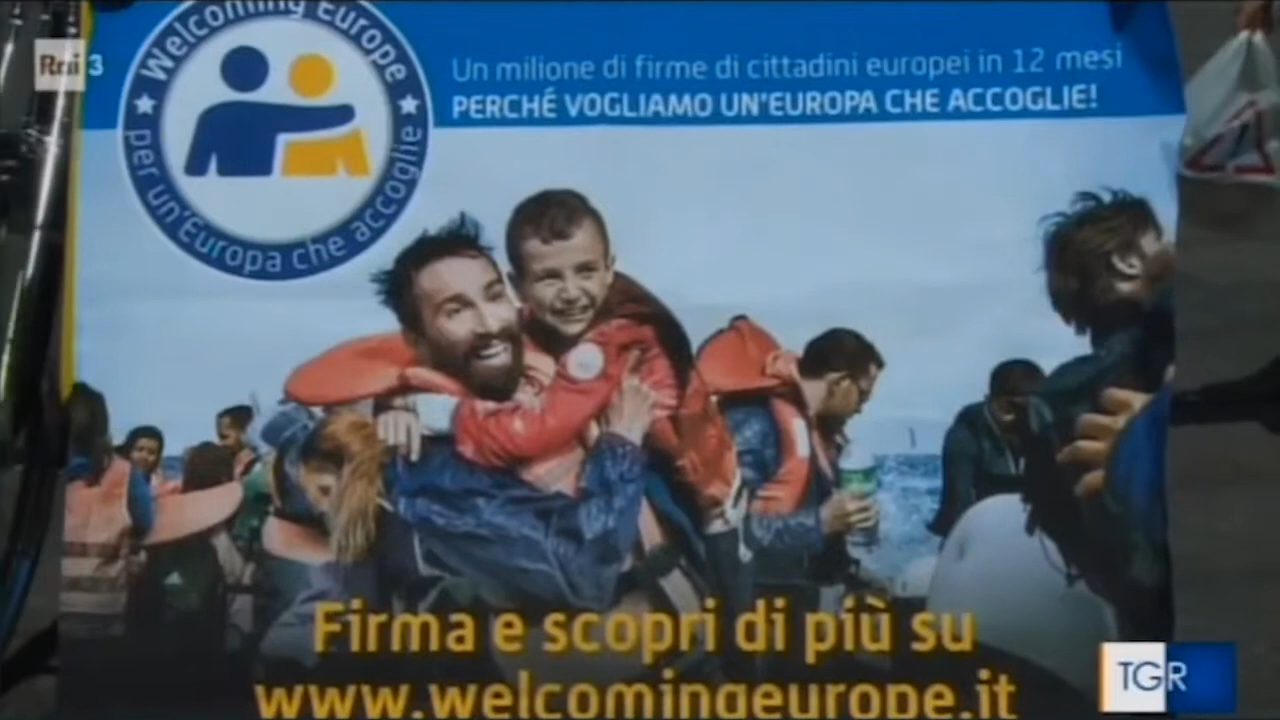 Rai 3
Welcoming Europe
per un'Europa che accoglie
Un milione di firme di cittadini europei in 12 mesi
PERCHÉ VOGLIAMO UN'EUROPA CHE ACCOGLIE!
Firma e scopri di più su
www.welcomingeurope.it
TGR